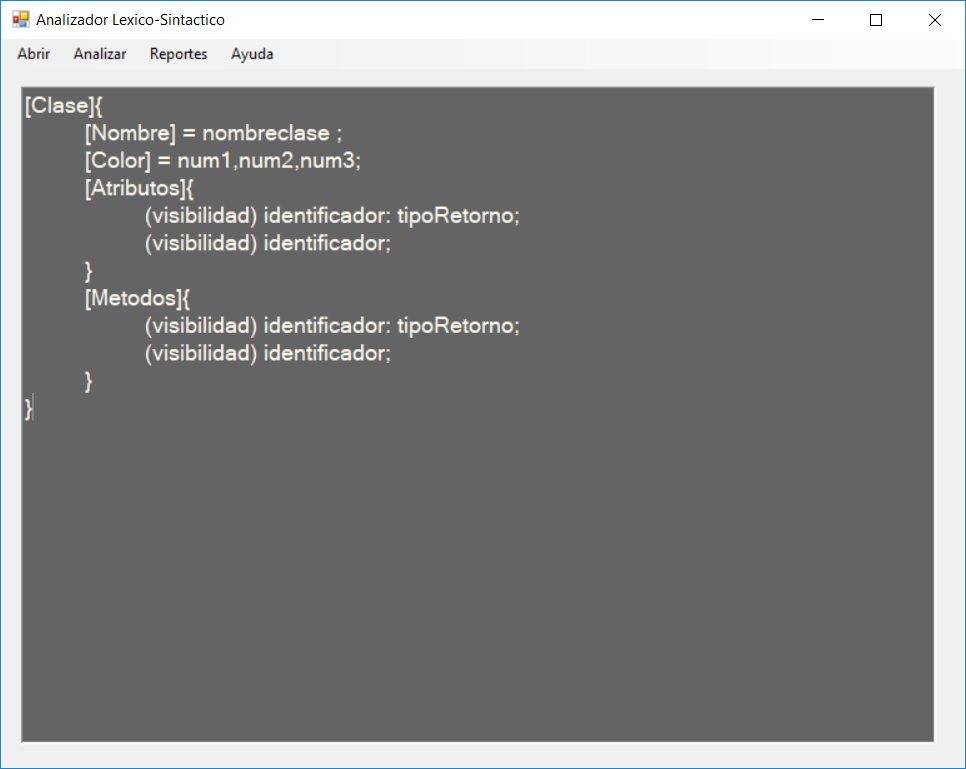 Analizador Lexico-Sintactico
Abrir Analizar Reportes Ayuda
[Clase]{
[Nombre] = nombreclase ;
[Color] = num1,num2,num3;
[Atributos]{
(visibilidad) identificador: tipoRetorno;
(visibilidad) identificador;
}
[Metodos]{
(visibilidad) identificador: tipoRetorno;
(visibilidad) identificador;
}
}